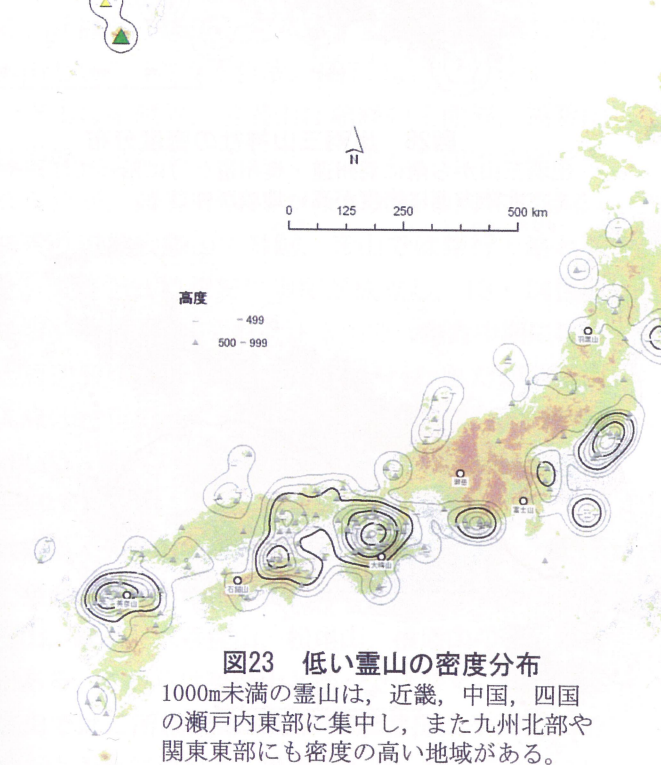 N
0 125 250 500 km
高度
- 499
500 - 999
羽黒山
御岳
富士山
大峰山
石鎚山
英彦山
図23 低い霊山の密度分布
1000m未満の霊山は，近畿，中国，四国
の瀬戸内東部に集中し，また九州北部や
関東東部にも密度の高い地域がある。